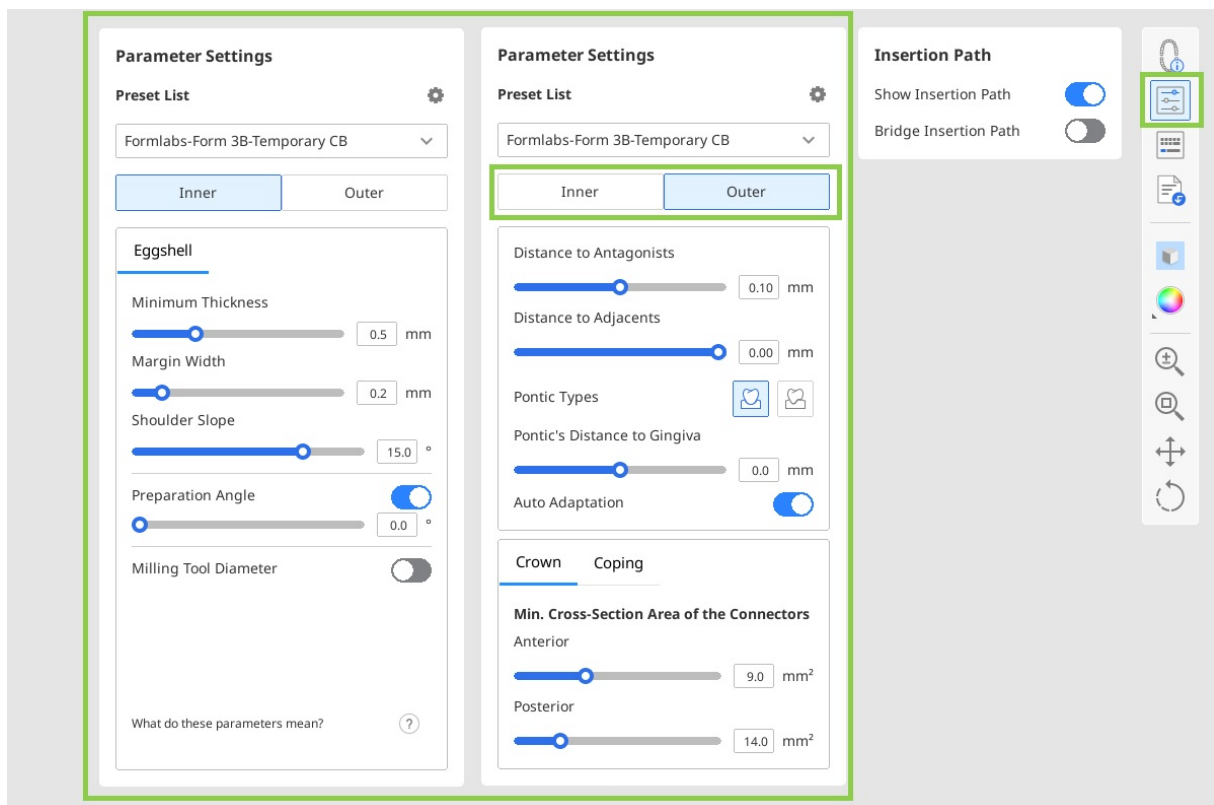 Parameter Settings
Preset List
Formlabs-Form 3B-Temporary CB
Inner
Outer
Eggshell
Minimum Thickness
0.5 mm
Margin Width
0.2 mm
Shoulder Slope
15.0 °
Preparation Angle
0.0 °
Milling Tool Diameter
What do these parameters mean?
?
Parameter Settings
Preset List
Formlabs-Form 3B-Temporary CB
Inner
Outer
Distance to Antagonists
0.10 mm
Distance to Adjacents
0.00 mm
Pontic Types
Pontic's Distance to Gingiva
0.0 mm
Auto Adaptation
Crown
Coping
Min. Cross-Section Area of the Connectors
Anterior
9.0 mm²
Posterior
14.0 mm²
Insertion Path
Show Insertion Path
Bridge Insertion Path